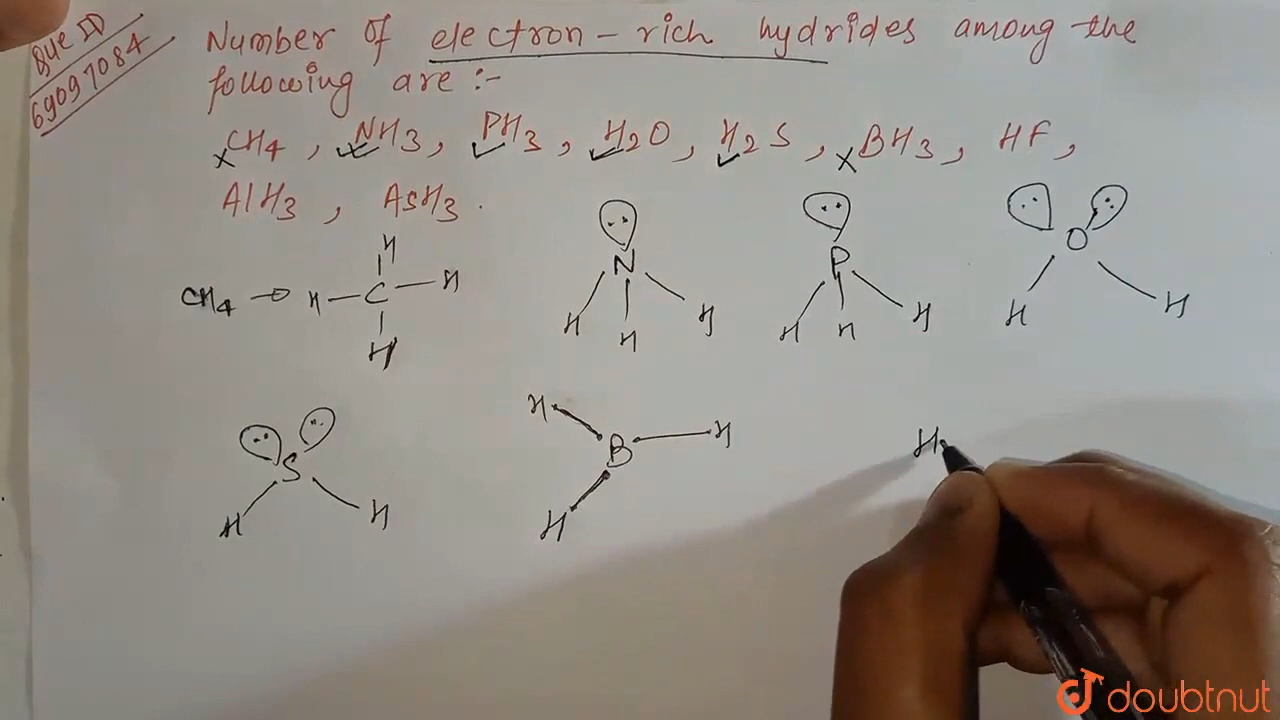 Que ID
69097084
Number of electron-rich hydrides among the
following are :-
CH4, NH3, PH3, H2O, H2S, BH3, HF,
AlH3, AsH3.
CH4 → H-C-H
H
H
N
H H H
P
H H H
O
H H
S
H H
H
B-H
H
H
doubtnut